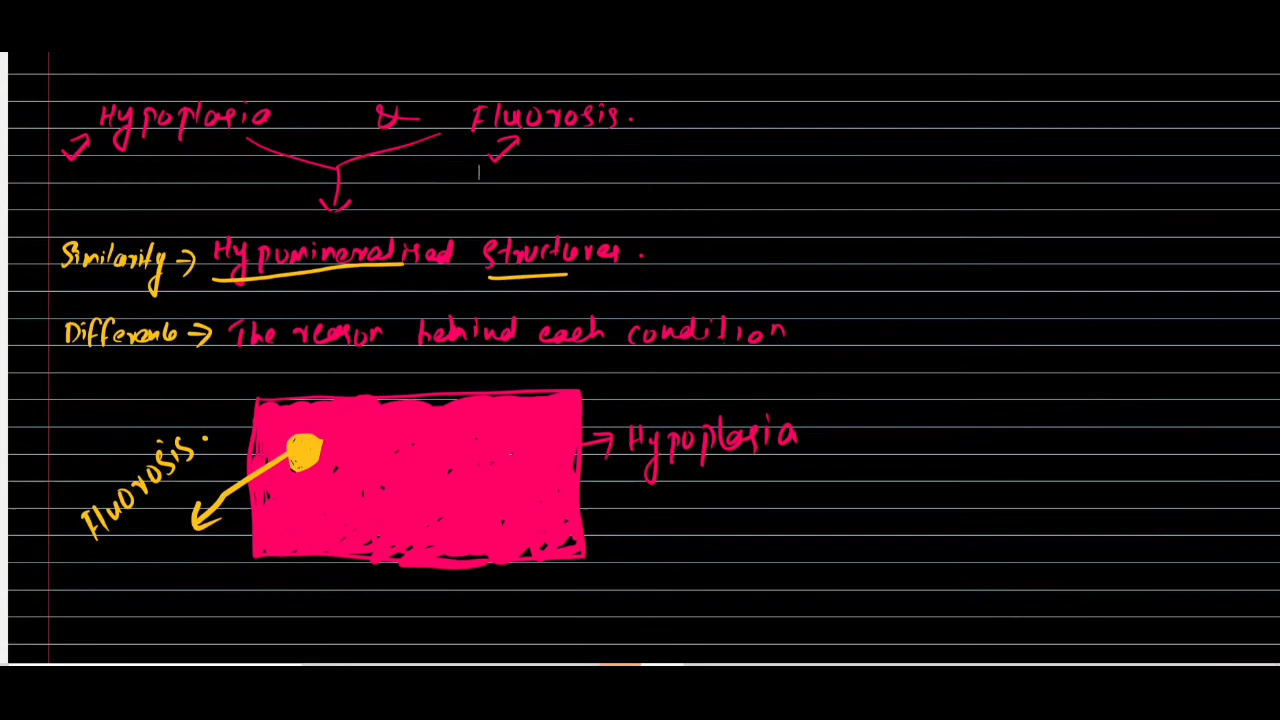 Hypoplasia & Fluorosis.
Similarity → Hypomineralised Structures.
Difference → The reason behind each condition
→ Hypoplasia
Fluorosis.